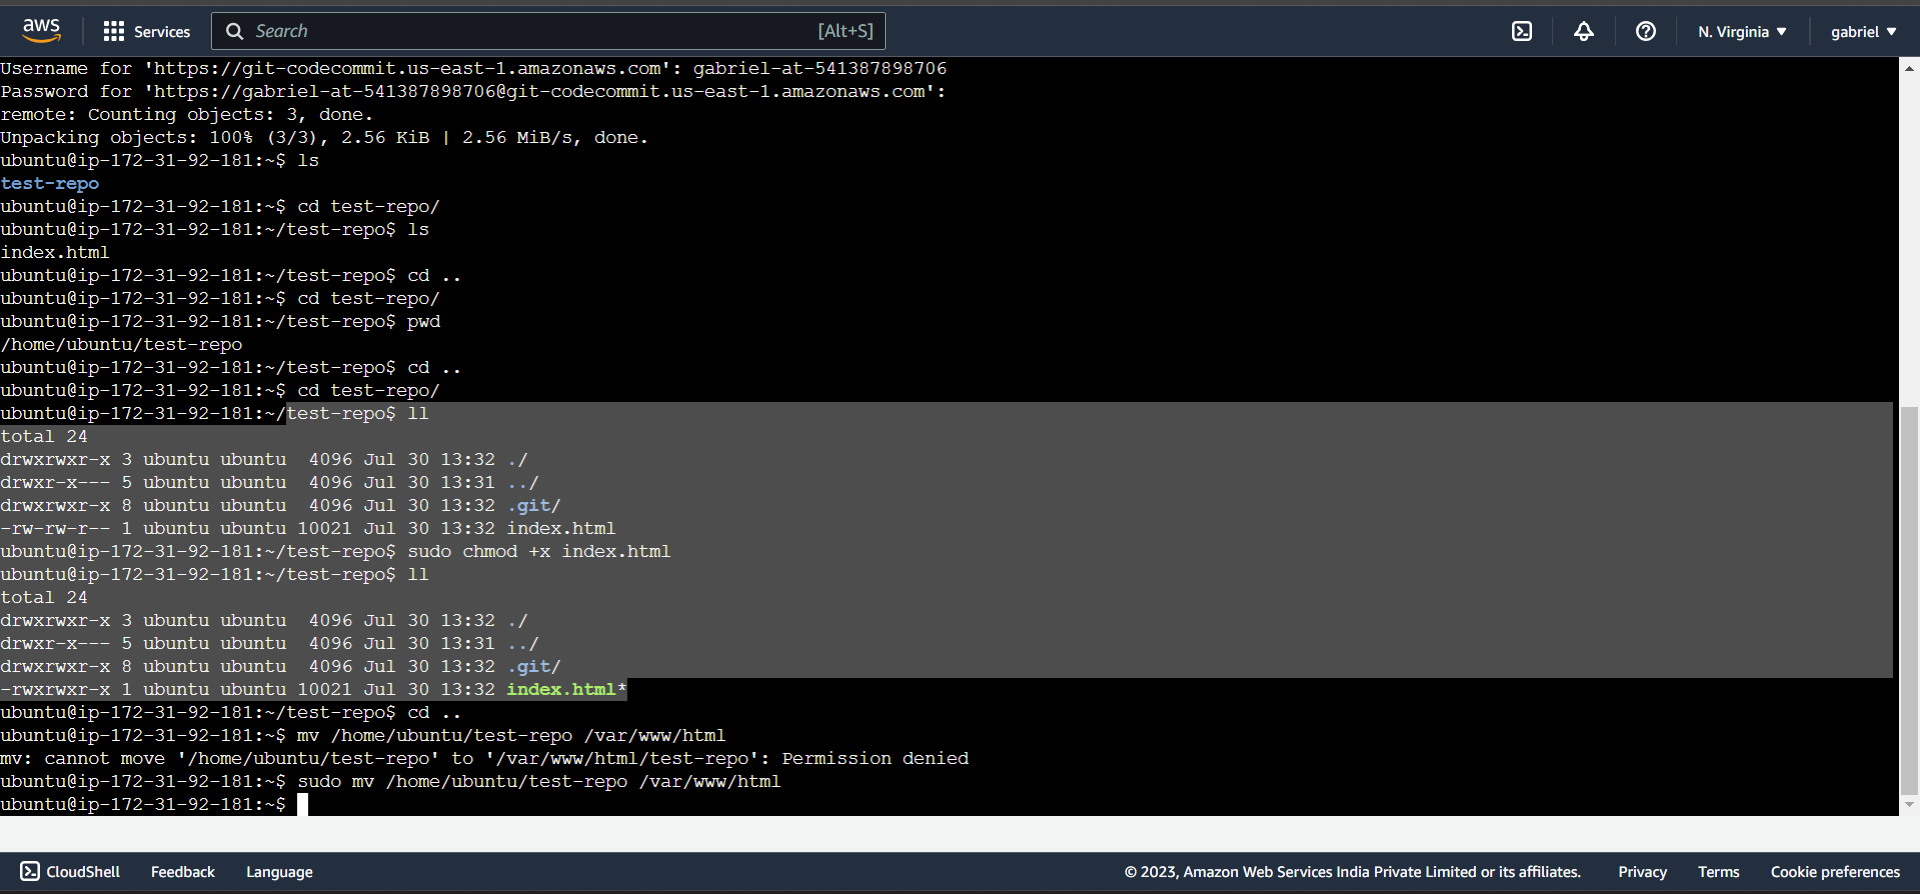 aws Services Search [Alt+S] N. Virginia ▼ gabriel ▼
Username for 'https://git-codecommit.us-east-1.amazonaws.com': gabriel-at-541387898706
Password for 'https://gabriel-at-541387898706@git-codecommit.us-east-1.amazonaws.com':
remote: Counting objects: 3, done.
Unpacking objects: 100% (3/3), 2.56 KiB | 2.56 MiB/s, done.
ubuntu@ip-172-31-92-181:~$ ls
test-repo
ubuntu@ip-172-31-92-181:~$ cd test-repo/
ubuntu@ip-172-31-92-181:~/test-repo$ ls
index.html
ubuntu@ip-172-31-92-181:~/test-repo$ cd ..
ubuntu@ip-172-31-92-181:~$ cd test-repo/
ubuntu@ip-172-31-92-181:~/test-repo$ pwd
/home/ubuntu/test-repo
ubuntu@ip-172-31-92-181:~/test-repo$ cd ..
ubuntu@ip-172-31-92-181:~$ cd test-repo/
ubuntu@ip-172-31-92-181:~/test-repo$ ll
total 24
drwxrwxr-x 3 ubuntu ubuntu  4096 Jul 30 13:32 ./
drwxr-x--- 5 ubuntu ubuntu  4096 Jul 30 13:31 ../
drwxrwxr-x 8 ubuntu ubuntu  4096 Jul 30 13:32 .git/
-rw-rw-r-- 1 ubuntu ubuntu 10021 Jul 30 13:32 index.html
ubuntu@ip-172-31-92-181:~/test-repo$ sudo chmod +x index.html
ubuntu@ip-172-31-92-181:~/test-repo$ ll
total 24
drwxrwxr-x 3 ubuntu ubuntu  4096 Jul 30 13:32 ./
drwxr-x--- 5 ubuntu ubuntu  4096 Jul 30 13:31 ../
drwxrwxr-x 8 ubuntu ubuntu  4096 Jul 30 13:32 .git/
-rwxrwxr-x 1 ubuntu ubuntu 10021 Jul 30 13:32 index.html*
ubuntu@ip-172-31-92-181:~/test-repo$ cd ..
ubuntu@ip-172-31-92-181:~$ mv /home/ubuntu/test-repo /var/www/html
mv: cannot move '/home/ubuntu/test-repo' to '/var/www/html/test-repo': Permission denied
ubuntu@ip-172-31-92-181:~$ sudo mv /home/ubuntu/test-repo /var/www/html
ubuntu@ip-172-31-92-181:~$
CloudShell Feedback Language © 2023, Amazon Web Services India Private Limited or its affiliates. Privacy Terms Cookie preferences